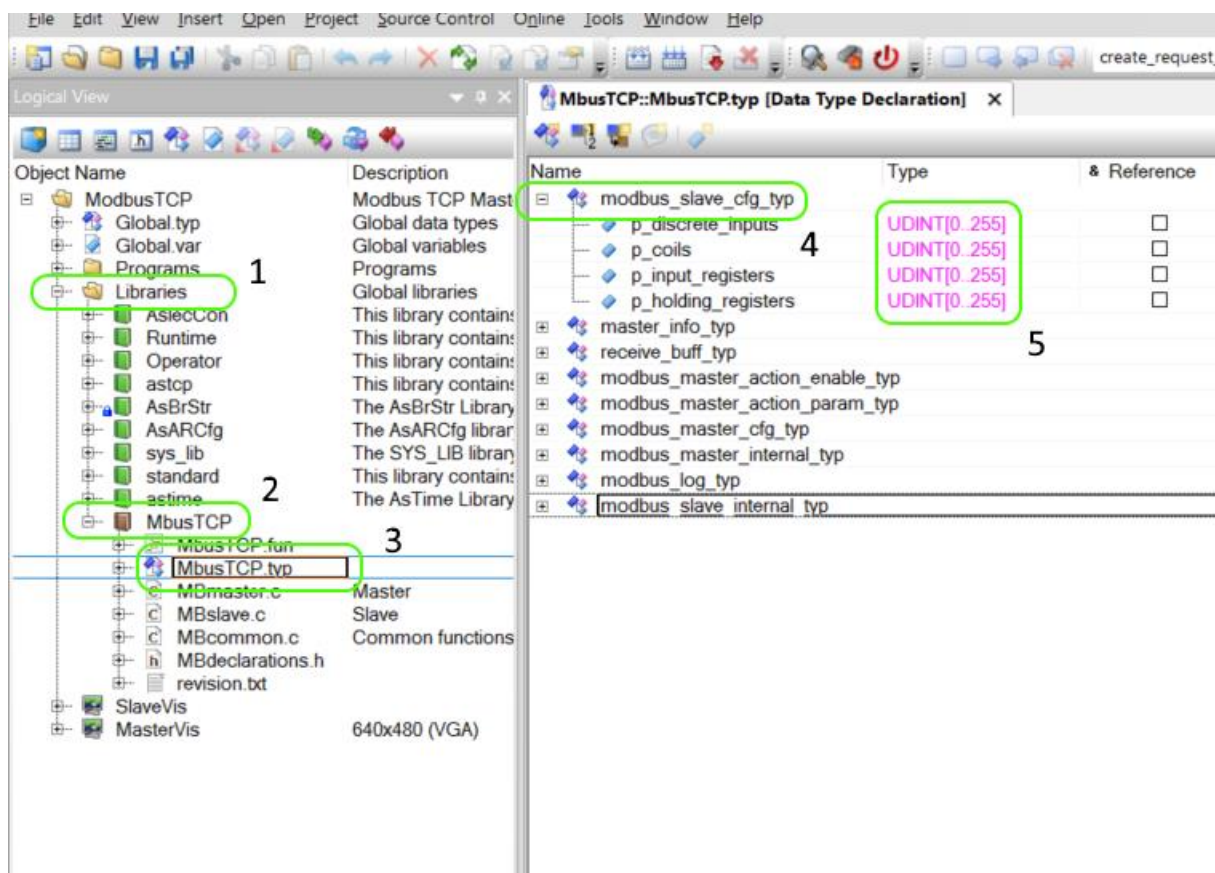 File Edit View Insert Open Project Source Control Online Tools Window Help
create_request_
Logical View
Object Name Description
ModbusTCP Modbus TCP Mast
Global.typ Global data types
Global.var Global variables
Programs Programs
1
Libraries Global libraries
AsIecCon This library contains
Runtime This library contains
Operator This library contains
astcp This library contains
AsBrStr The AsBrStr Library
AsARCfg The AsARCfg librar
sys_lib The SYS_LIB library
standard This library contains
astime The AsTime Library
2
MbusTCP
MbusTCP.fun
3
MbusTCP.typ
MBmaster.c Master
MBslave.c Slave
MBcommon.c Common functions
MBdeclarations.h
revision.txt
SlaveVis
MasterVis 640x480 (VGA)
MbusTCP::MbusTCP.typ [Data Type Declaration]
Name Type & Reference
modbus_slave_cfg_typ
p_discrete_inputs UDINT[0..255]
4
p_coils UDINT[0..255]
p_input_registers UDINT[0..255]
p_holding_registers UDINT[0..255]
5
master_info_typ
receive_buff_typ
modbus_master_action_enable_typ
modbus_master_action_param_typ
modbus_master_cfg_typ
modbus_master_internal_typ
modbus_log_typ
modbus_slave_internal_typ